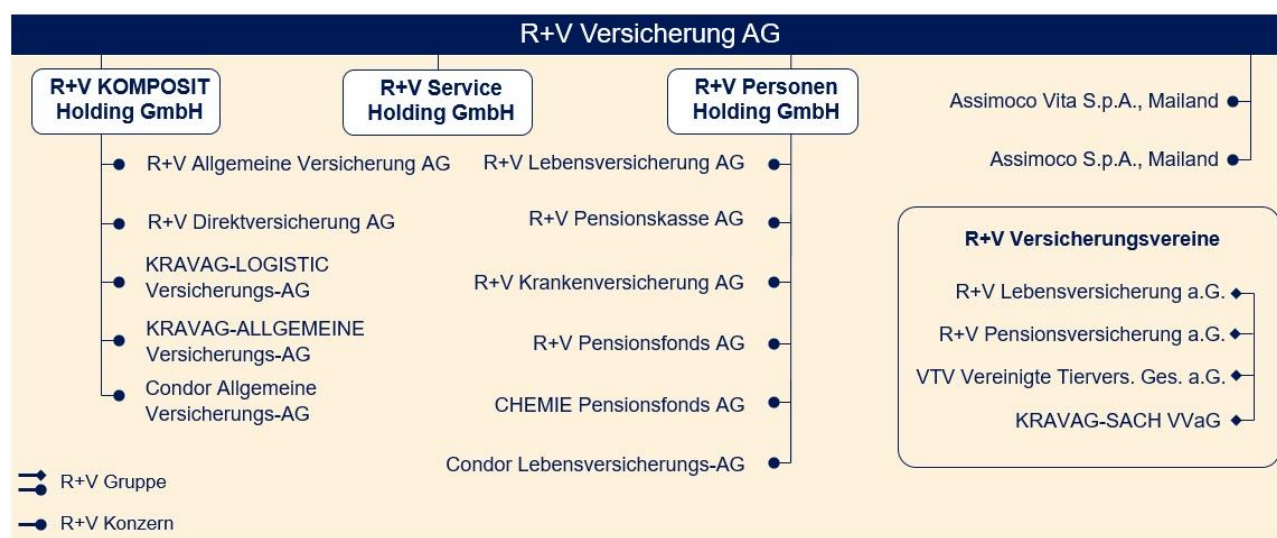 R+V Versicherung AG
R+V KOMPOSIT
Holding GmbH
R+V Allgemeine Versicherung AG
R+V Direktversicherung AG
KRAVAG-LOGISTIC
Versicherungs-AG
KRAVAG-ALLGEMEINE
Versicherungs-AG
Condor Allgemeine
Versicherungs-AG
R+V Service
Holding GmbH
R+V Personen
Holding GmbH
R+V Lebensversicherung AG
R+V Pensionskasse AG
R+V Krankenversicherung AG
R+V Pensionsfonds AG
CHEMIE Pensionsfonds AG
Condor Lebensversicherungs-AG
Assimoco Vita S.p.A., Mailand
Assimoco S.p.A., Mailand
R+V Versicherungsvereine
R+V Lebensversicherung a.G.
R+V Pensionsversicherung a.G.
VTV Vereinigte Tiervers. Ges. a.G.
KRAVAG-SACH VVaG
R+V Gruppe
R+V Konzern